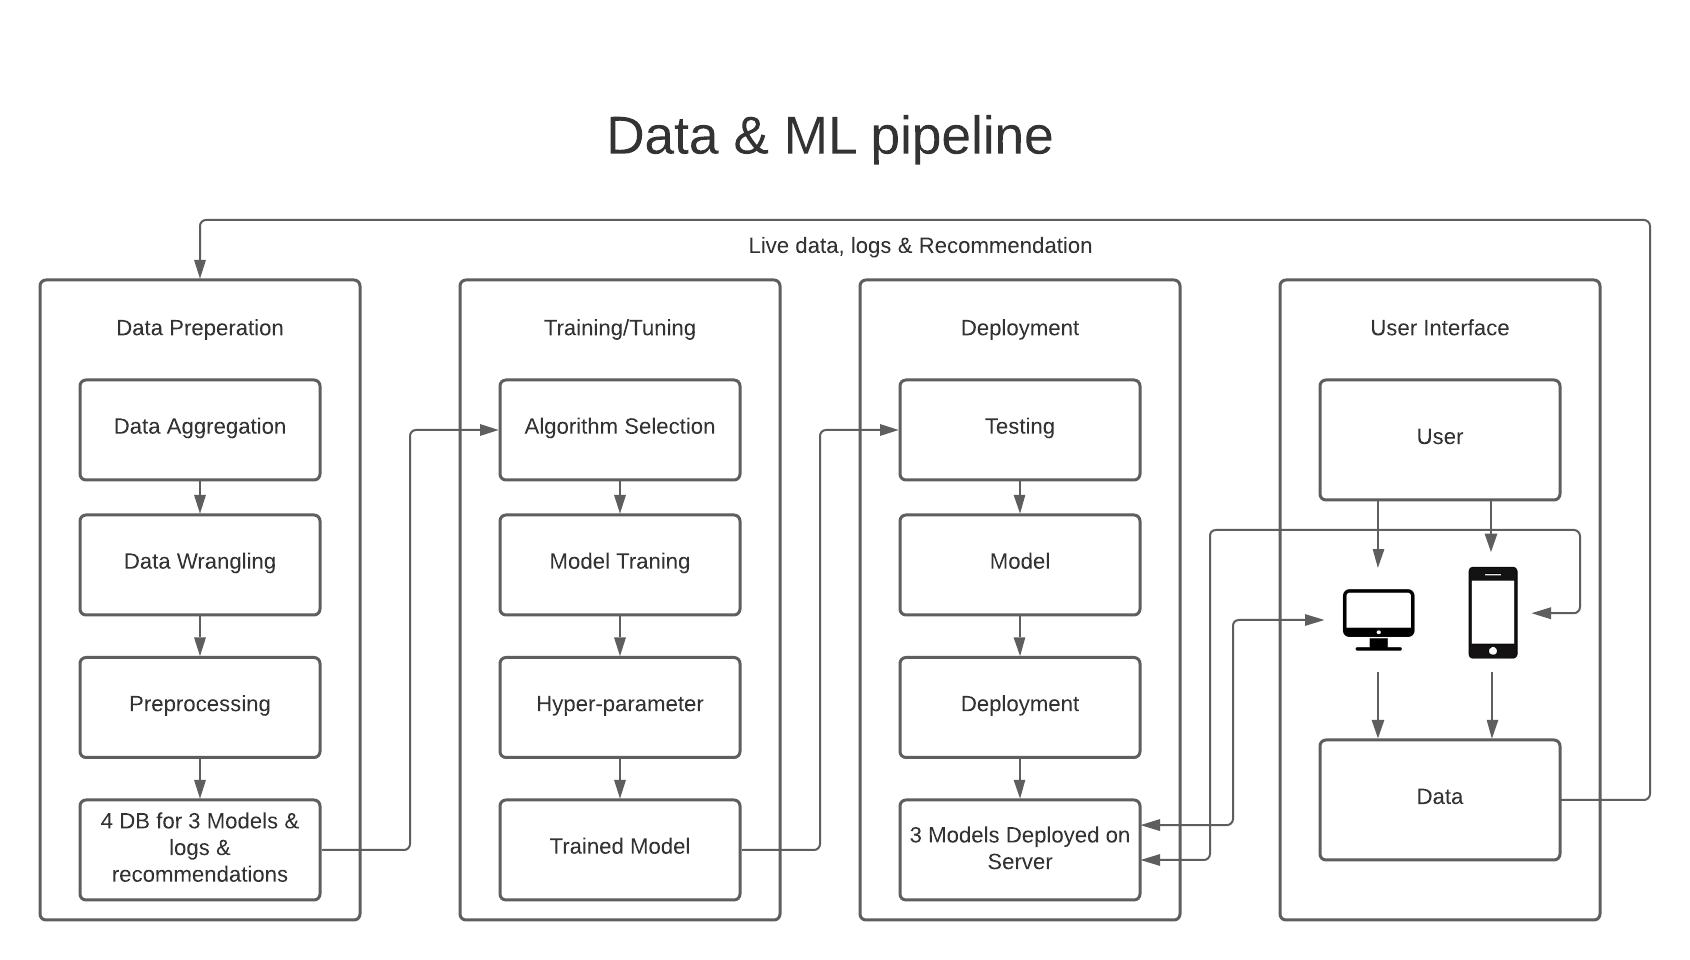 Data & ML pipeline
Live data, logs & Recommendation
Data Preperation
Data Aggregation
Data Wrangling
Preprocessing
4 DB for 3 Models &
logs &
recommendations
Training/Tuning
Algorithm Selection
Model Traning
Hyper-parameter
Trained Model
Deployment
Testing
Model
Deployment
3 Models Deployed on
Server
User Interface
User
Data